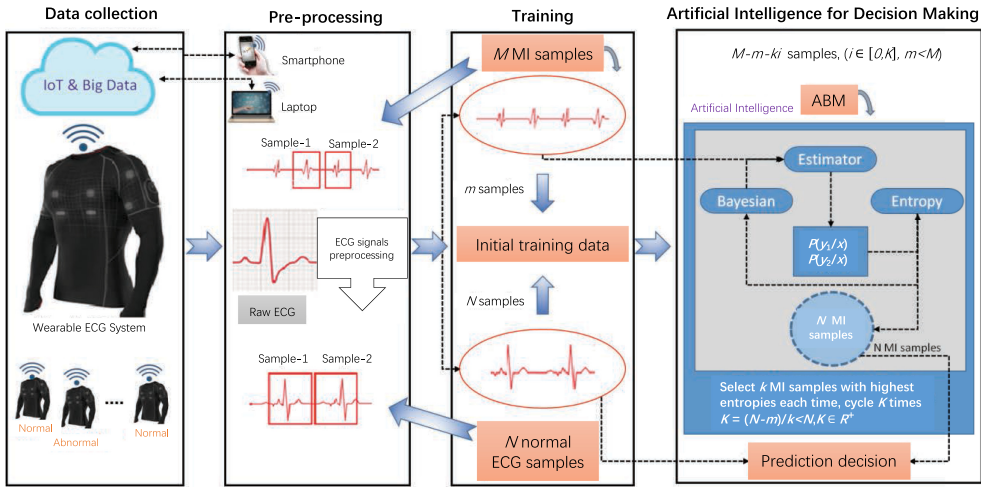 Data collection
IoT & Big Data
Wearable ECG System
Normal
Abnormal
Normal
Pre-processing
Smartphone
Laptop
Sample-1
Sample-2
ECG signals
preprocessing
Raw ECG
Sample-1
Sample-2
Training
M MI samples
m samples
Initial training data
N samples
N normal
ECG samples
Artificial Intelligence for Decision Making
M-m-ki samples, (i ∈ [0,K], m<M)
Artificial Intelligence
ABM
Estimator
Bayesian
Entropy
P(y₁/x)
P(y₂/x)
N MI
samples
N MI samples
Select k MI samples with highest
entropies each time, cycle K times
K = (N-m)/k<N,K∈ R⁺
Prediction decision